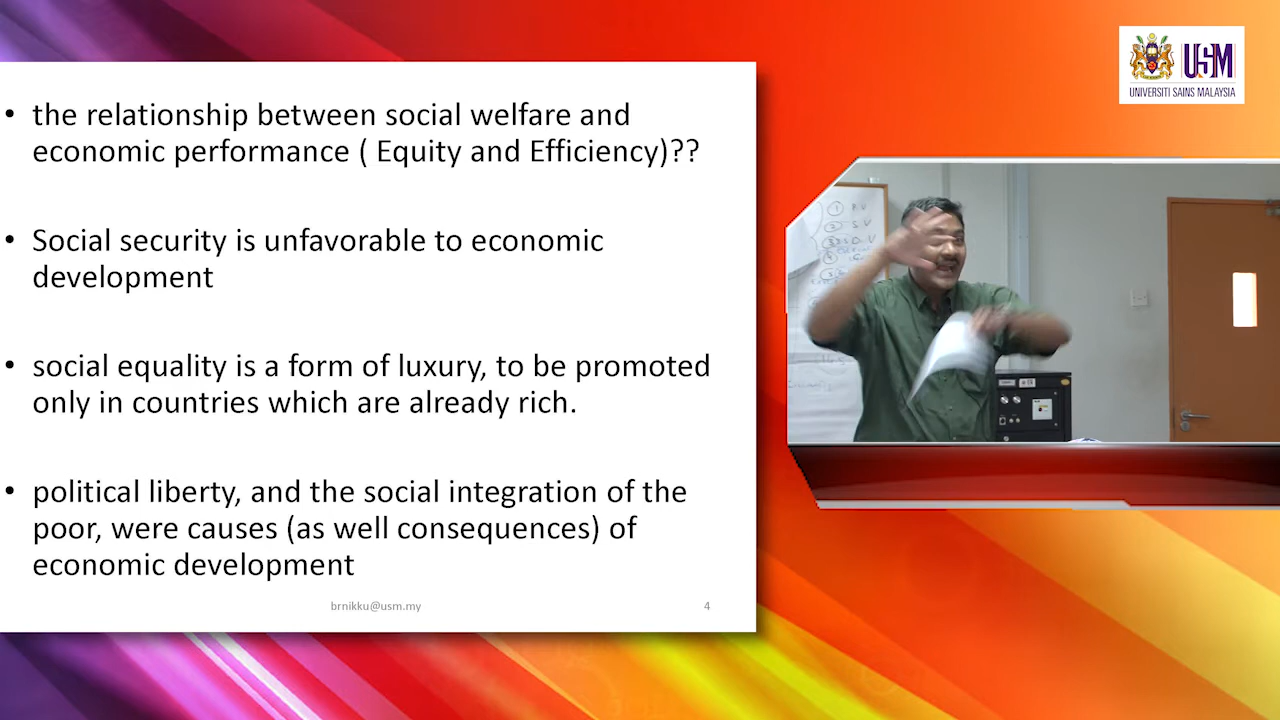 • the relationship between social welfare and
economic performance ( Equity and Efficiency)??
• Social security is unfavorable to economic
development
• social equality is a form of luxury, to be promoted
only in countries which are already rich.
• political liberty, and the social integration of the
poor, were causes (as well consequences) of
economic development
brnikku@usm.my
4
USM
UNIVERSITI SAINS MALAYSIA